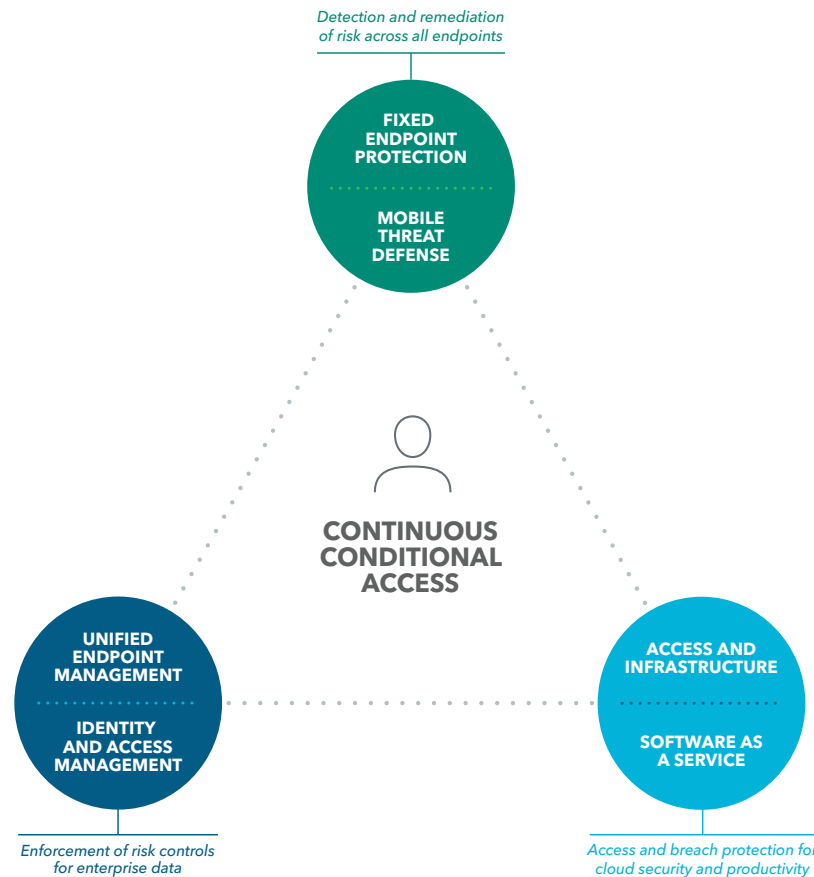 Detection and remediation
of risk across all endpoints
FIXED
ENDPOINT
PROTECTION
MOBILE
THREAT
DEFENSE
CONTINUOUS
CONDITIONAL
ACCESS
UNIFIED
ENDPOINT
MANAGEMENT
IDENTITY
AND ACCESS
MANAGEMENT
Enforcement of risk controls
for enterprise data
ACCESS AND
INFRASTRUCTURE
SOFTWARE AS
A SERVICE
Access and breach protection for
cloud security and productivity